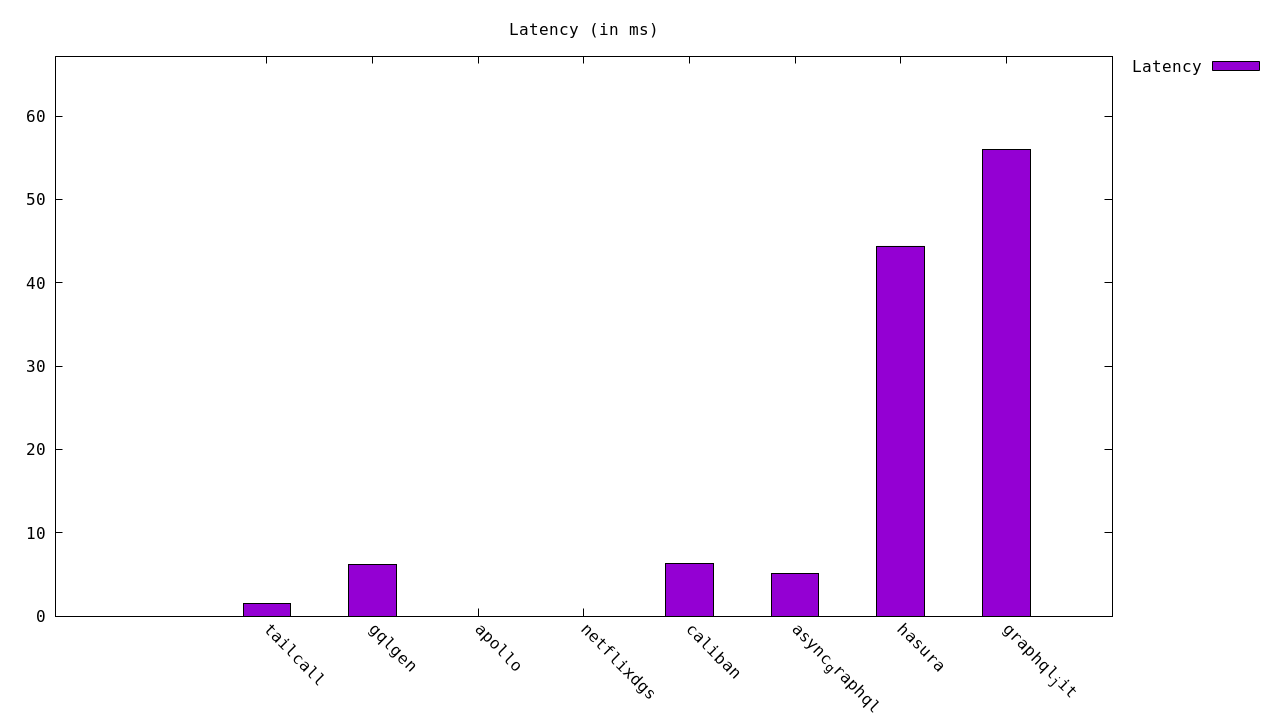 Latency (in ms)
Latency
60
50
40
30
20
10
0
tailcall
gqlgen
apollo
netflixdgs
caliban
async_graphql
hasura
graphql_jit